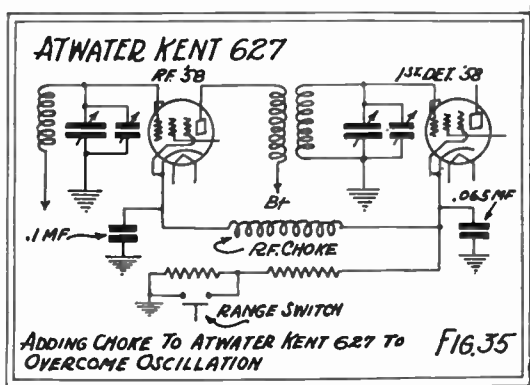 ATWATER KENT 627
R.F. '58
1ST. DET. '58
B+
.1 MF
.065 MF
R.F. CHOKE
RANGE SWITCH
ADDING CHOKE TO ATWATER KENT 627 TO
OVERCOME OSCILLATION
FIG. 35